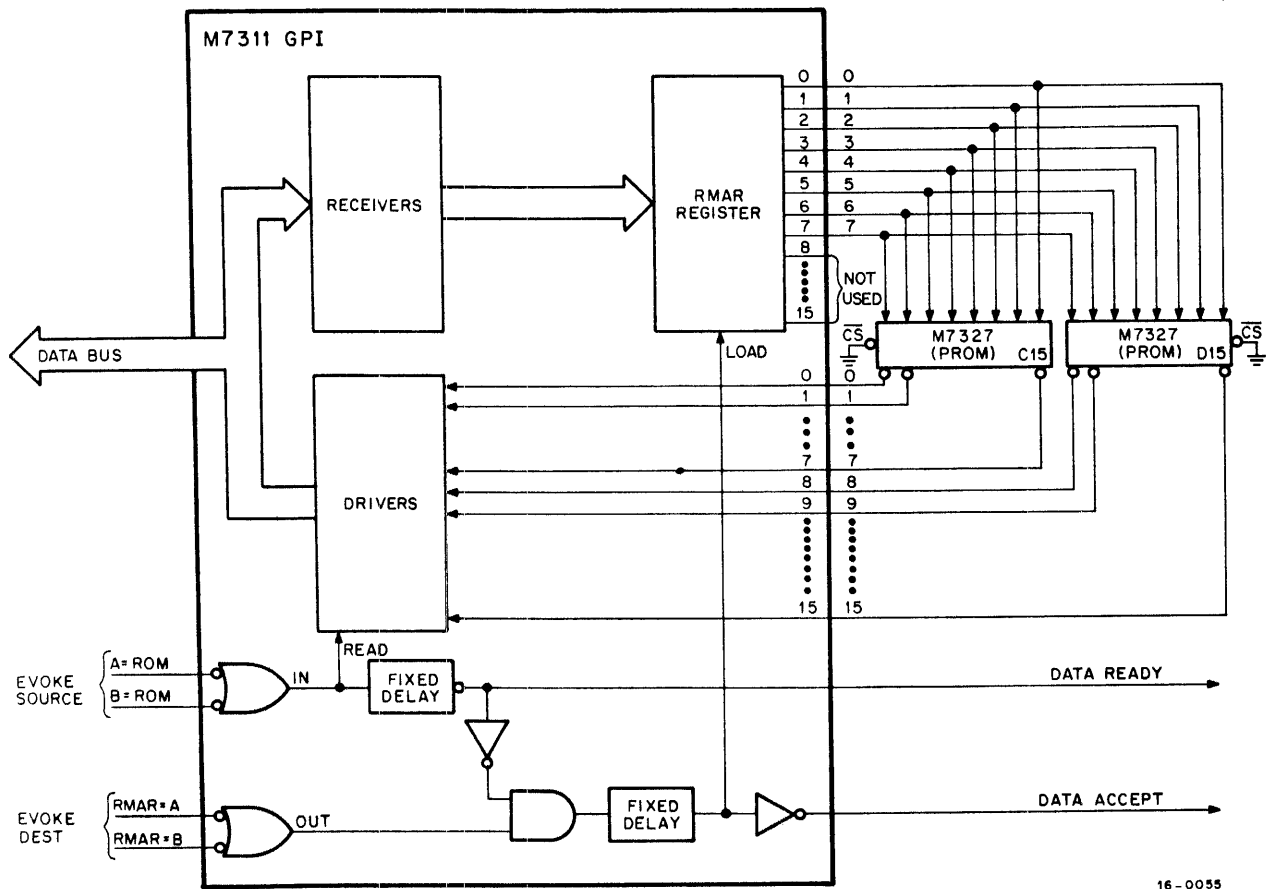 M7311 GPI
0 0
1 1
2 2
3 3
4 4
5 5
6 6
7 7
8
15
NOT
USED
RECEIVERS
RMAR
REGISTER
DATA BUS
LOAD
CS
M7327
(PROM)
C15
M7327
(PROM)
D15
CS
0 0
1 1
7 7
8 8
9 9
15 15
DRIVERS
READ
EVOKE
SOURCE
A=ROM
B=ROM
IN
FIXED
DELAY
DATA READY
EVOKE
DEST
RMAR=A
RMAR=B
OUT
FIXED
DELAY
DATA ACCEPT
16-0055